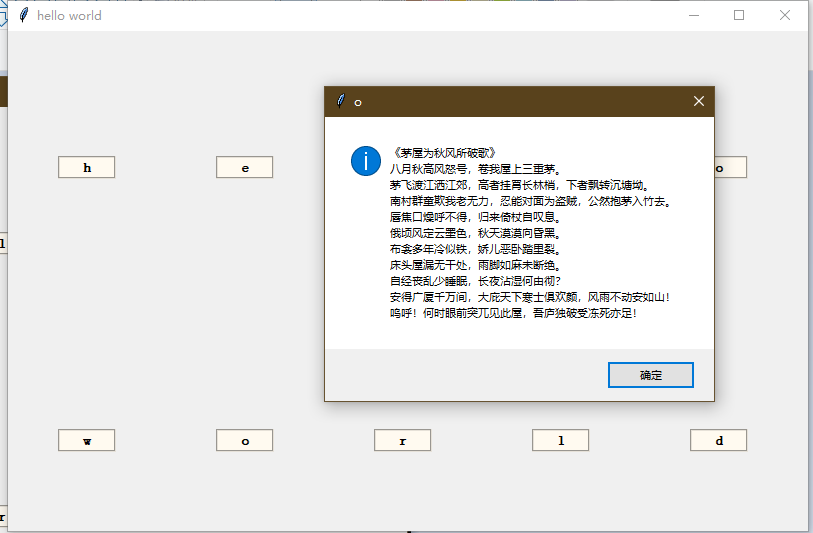 hello world
o
h
e
o
《茅屋为秋风所破歌》
八月秋高风怒号，卷我屋上三重茅。
茅飞渡江洒江郊，高者挂罥长林梢，下者飘转沉塘坳。
南村群童欺我老无力，忍能对面为盗贼，公然抱茅入竹去。
唇焦口燥呼不得，归来倚杖自叹息。
俄顷风定云墨色，秋天漠漠向昏黑。
布衾多年冷似铁，娇儿恶卧踏里裂。
床头屋漏无干处，雨脚如麻未断绝。
自经丧乱少睡眠，长夜沾湿何由彻？
安得广厦千万间，大庇天下寒士俱欢颜，风雨不动安如山！
呜呼！何时眼前突兀见此屋，吾庐独破受冻死亦足！
l
确定
w
o
r
l
d
r